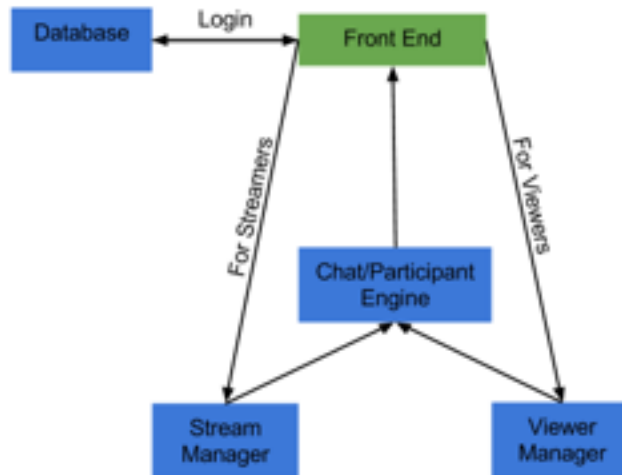 Login
Database
Front End
For Streamers
For Viewers
Chat/Participant
Engine
Stream
Manager
Viewer
Manager